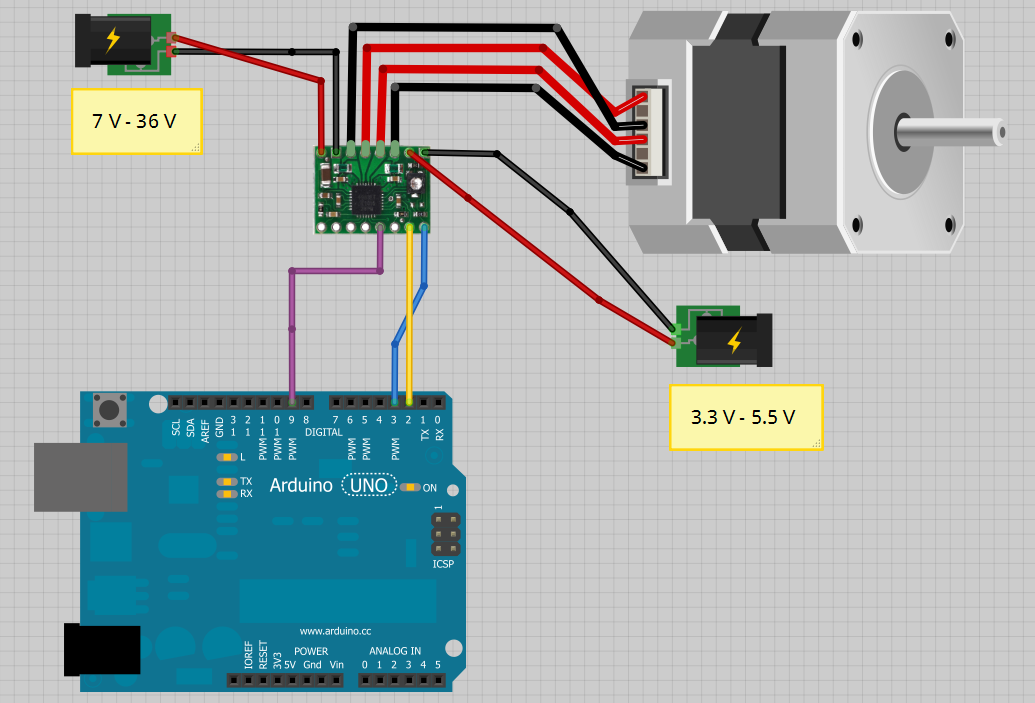 7 V - 36 V
3.3 V - 5.5 V
SCL
SDA
AREF
GND
13
12
PWM 11
PWM 10
PWM 9
8
7
PWM 6
PWM 5
4
PWM 3
2
TX 1
RX 0
DIGITAL
L
TX
RX
Arduino UNO
ON
1
ICSP
www.arduino.cc
POWER
ANALOG IN
IOREF
RESET
3V3
5V Gnd Vin
0 1 2 3 4 5